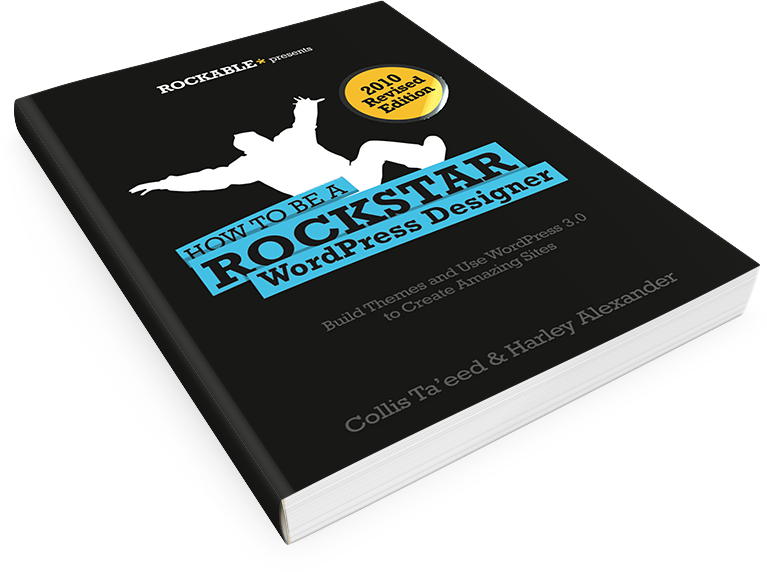 ROCKABLE* presents
2010
Revised
Edition
HOW TO BE A
ROCKSTAR
WordPress Designer
Build Themes and Use WordPress 3.0
to Create Amazing Sites
Collis Ta'eed & Harley Alexander